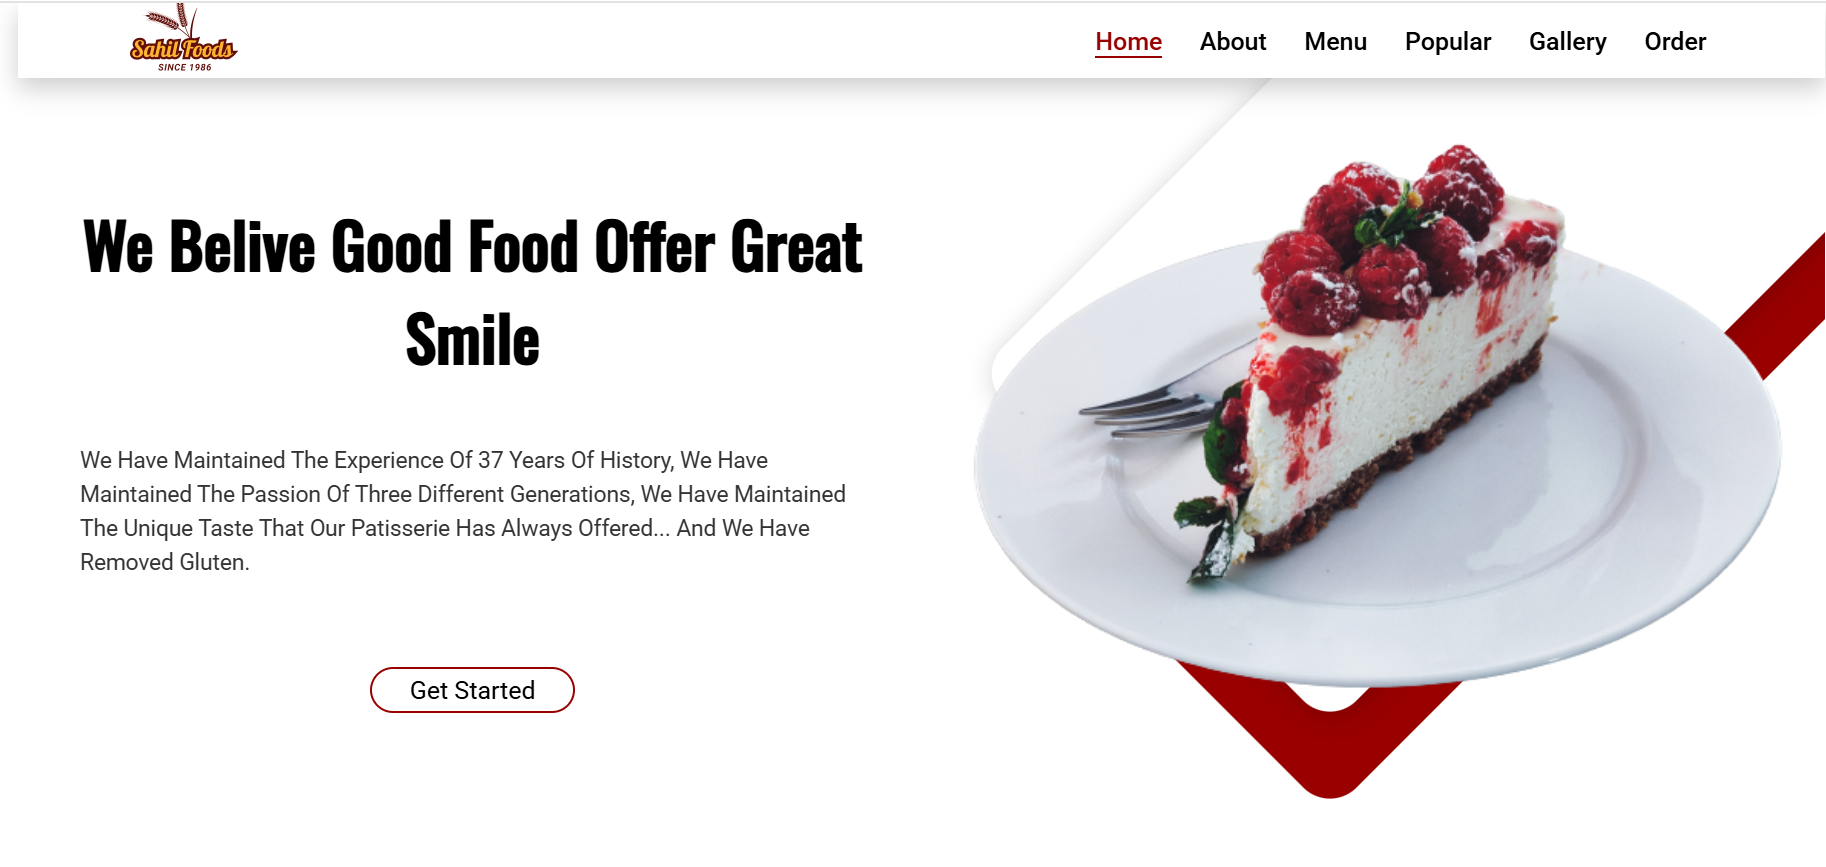 Sahil Foods
SINCE 1986
Home About Menu Popular Gallery Order
We Belive Good Food Offer Great
Smile
We Have Maintained The Experience Of 37 Years Of History, We Have
Maintained The Passion Of Three Different Generations, We Have Maintained
The Unique Taste That Our Patisserie Has Always Offered... And We Have
Removed Gluten.
Get Started